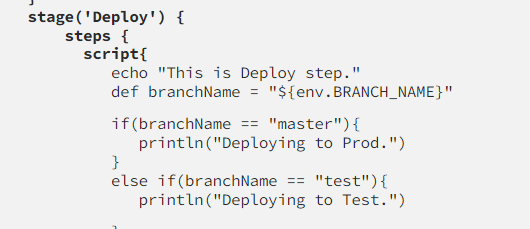 stage('Deploy') {
steps {
script{
echo "This is Deploy step."
def branchName = "${env.BRANCH_NAME}"
if(branchName == "master"){
println("Deploying to Prod.")
}
else if(branchName == "test"){
println("Deploying to Test.")